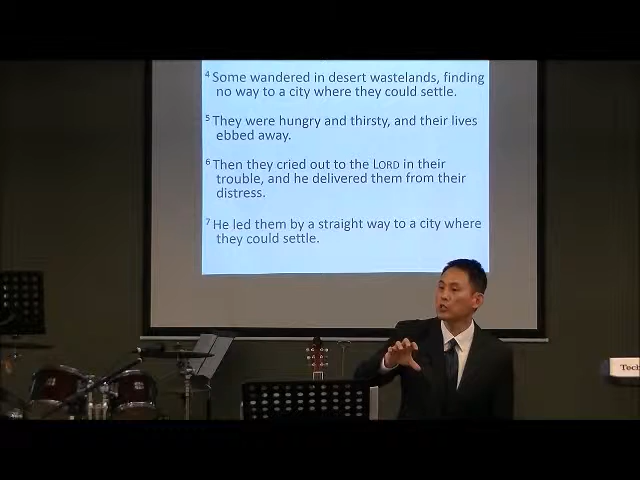 4 Some wandered in desert wastelands, finding
no way to a city where they could settle.
5 They were hungry and thirsty, and their lives
ebbed away.
6 Then they cried out to the LORD in their
trouble, and he delivered them from their
distress.
7 He led them by a straight way to a city where
they could settle.
Tech